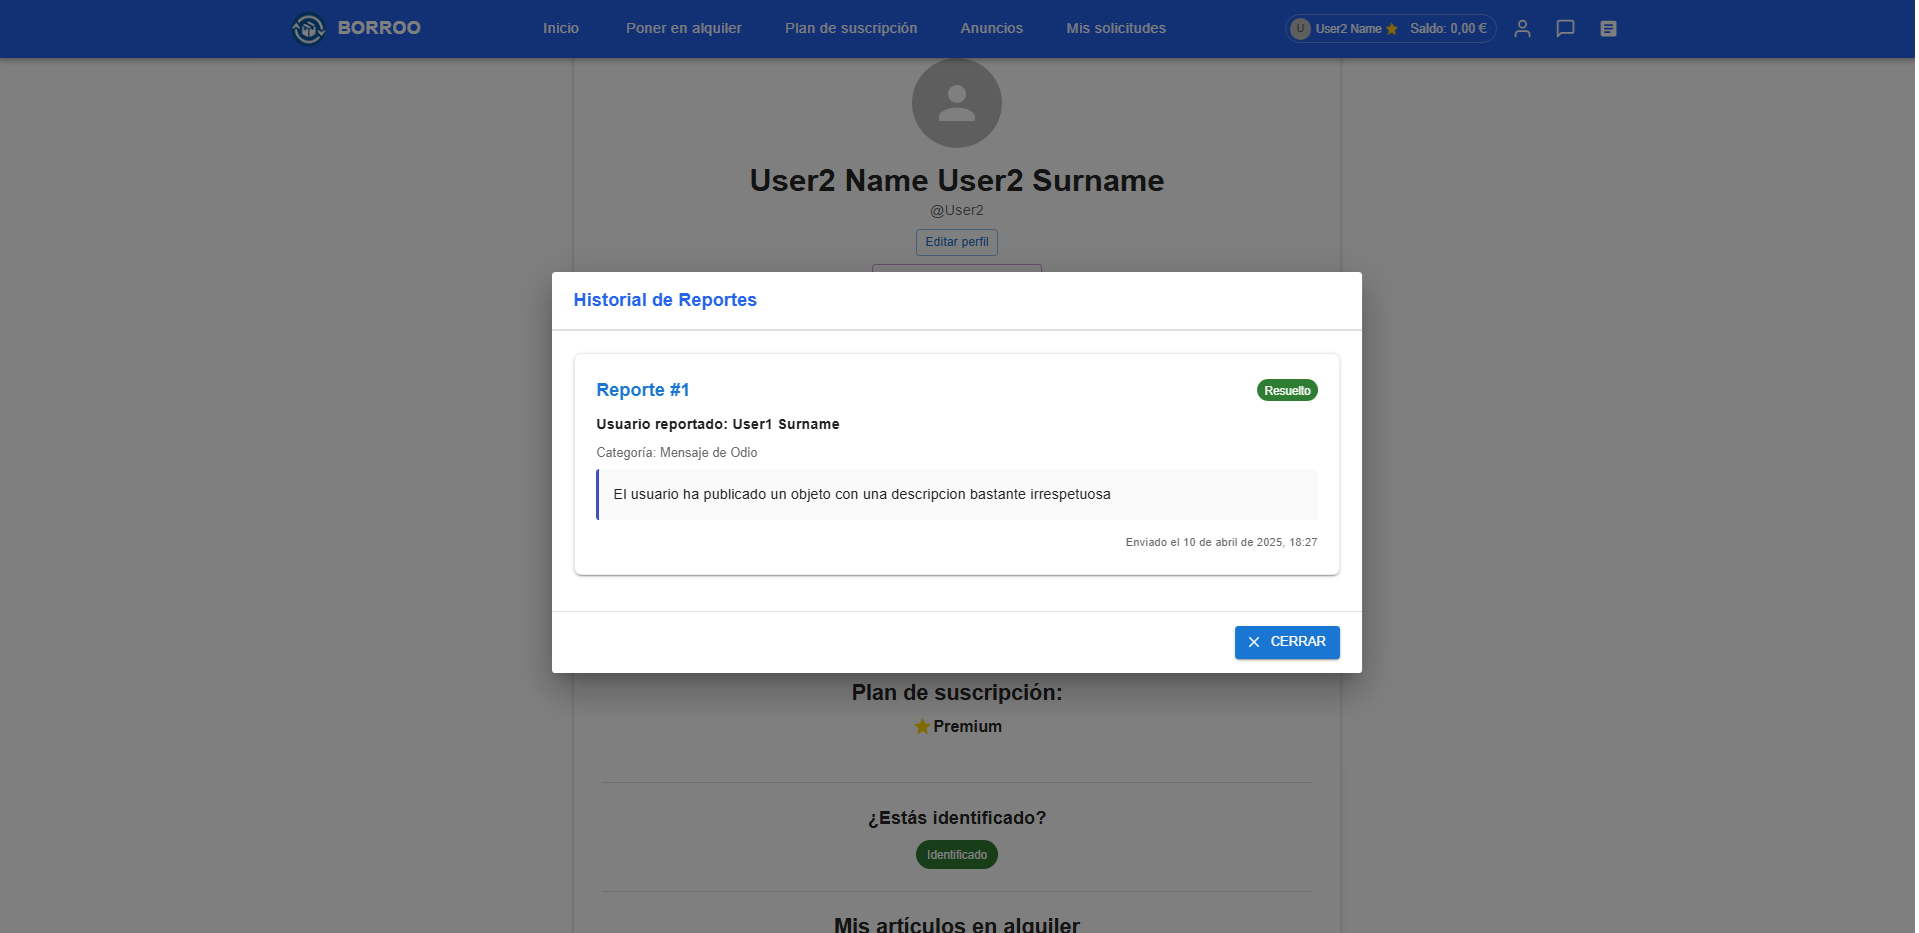 BORROO
Inicio
Poner en alquiler
Plan de suscripción
Anuncios
Mis solicitudes
U
User2 Name
Saldo: 0,00 €
User2 Name User2 Surname
@User2
Editar perfil
Historial de Reportes
Reporte #1
Resuelto
Usuario reportado: User1 Surname
Categoría: Mensaje de Odio
El usuario ha publicado un objeto con una descripcion bastante irrespetuosa
Enviado el 10 de abril de 2025, 18:27
CERRAR
Plan de suscripción:
Premium
¿Estás identificado?
Identificado
Mis artículos en alquiler